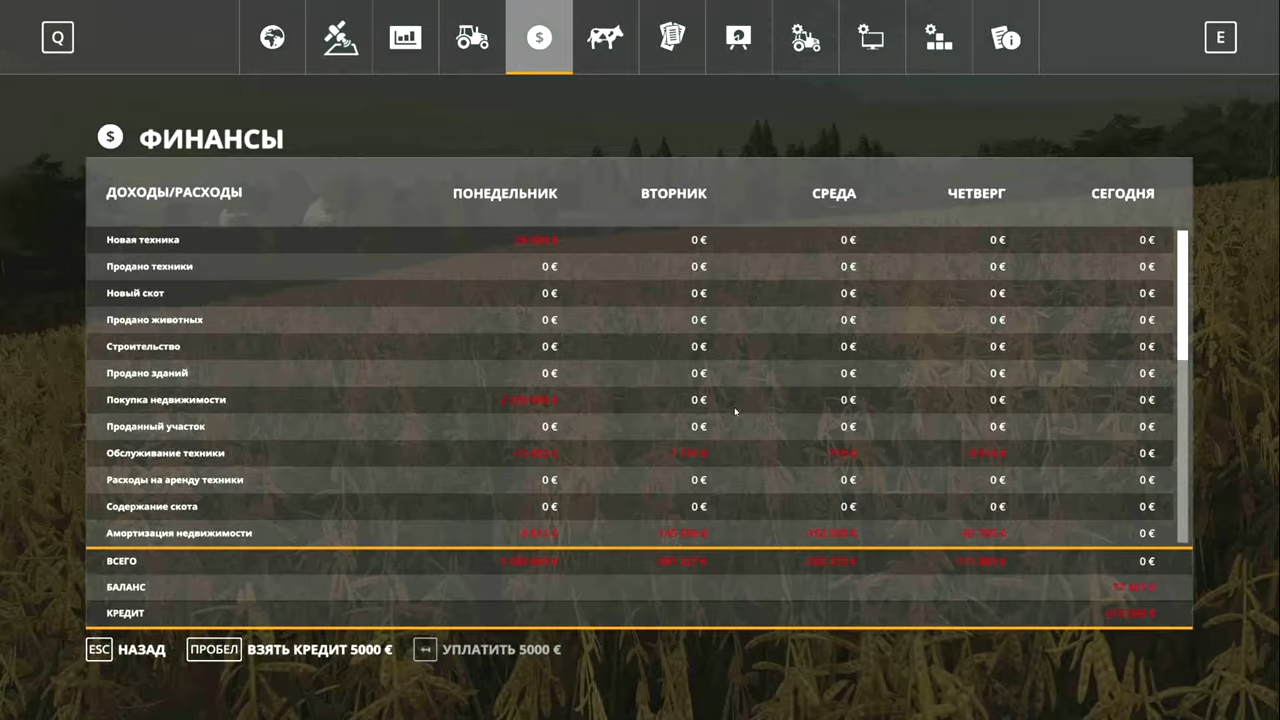 Q
$
E
$ ФИНАНСЫ
ДОХОДЫ/РАСХОДЫ ПОНЕДЕЛЬНИК ВТОРНИК СРЕДА ЧЕТВЕРГ СЕГОДНЯ
Новая техника 0 € 0 € 0 € 0 €
Продано техники 0 € 0 € 0 € 0 € 0 €
Новый скот 0 € 0 € 0 € 0 € 0 €
Продано животных 0 € 0 € 0 € 0 € 0 €
Строительство 0 € 0 € 0 € 0 € 0 €
Продано зданий 0 € 0 € 0 € 0 € 0 €
Покупка недвижимости 0 € 0 € 0 € 0 €
Проданный участок 0 € 0 € 0 € 0 € 0 €
Обслуживание техники 0 €
Расходы на аренду техники 0 € 0 € 0 € 0 € 0 €
Содержание скота 0 € 0 € 0 € 0 € 0 €
Амортизация недвижимости 0 €
ВСЕГО 0 €
БАЛАНС
КРЕДИТ
ESC НАЗАД ПРОБЕЛ ВЗЯТЬ КРЕДИТ 5000 € УПЛАТИТЬ 5000 €